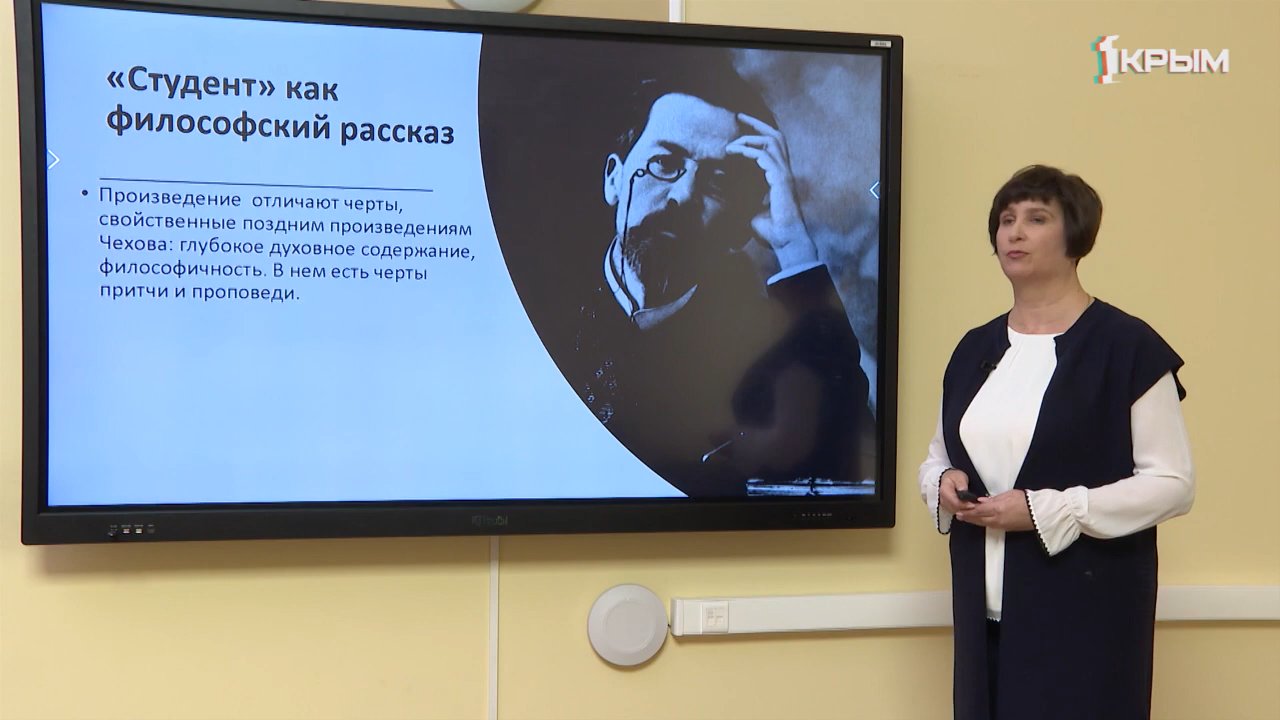 1КРЫМ
«Студент» как
философский рассказ
• Произведение отличают черты,
свойственные поздним произведениям
Чехова: глубокое духовное содержание,
философичность. В нем есть черты
притчи и проповеди.